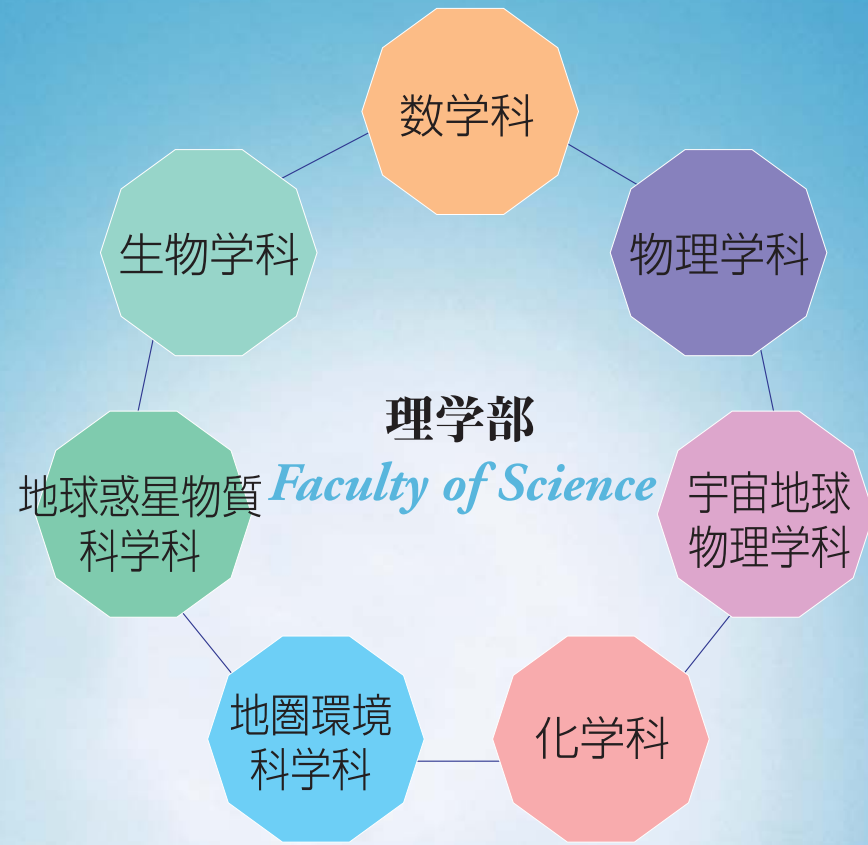 数学科
生物学科
物理学科
理学部
Faculty of Science
地球惑星物質
科学科
宇宙地球
物理学科
地圏環境
科学科
化学科